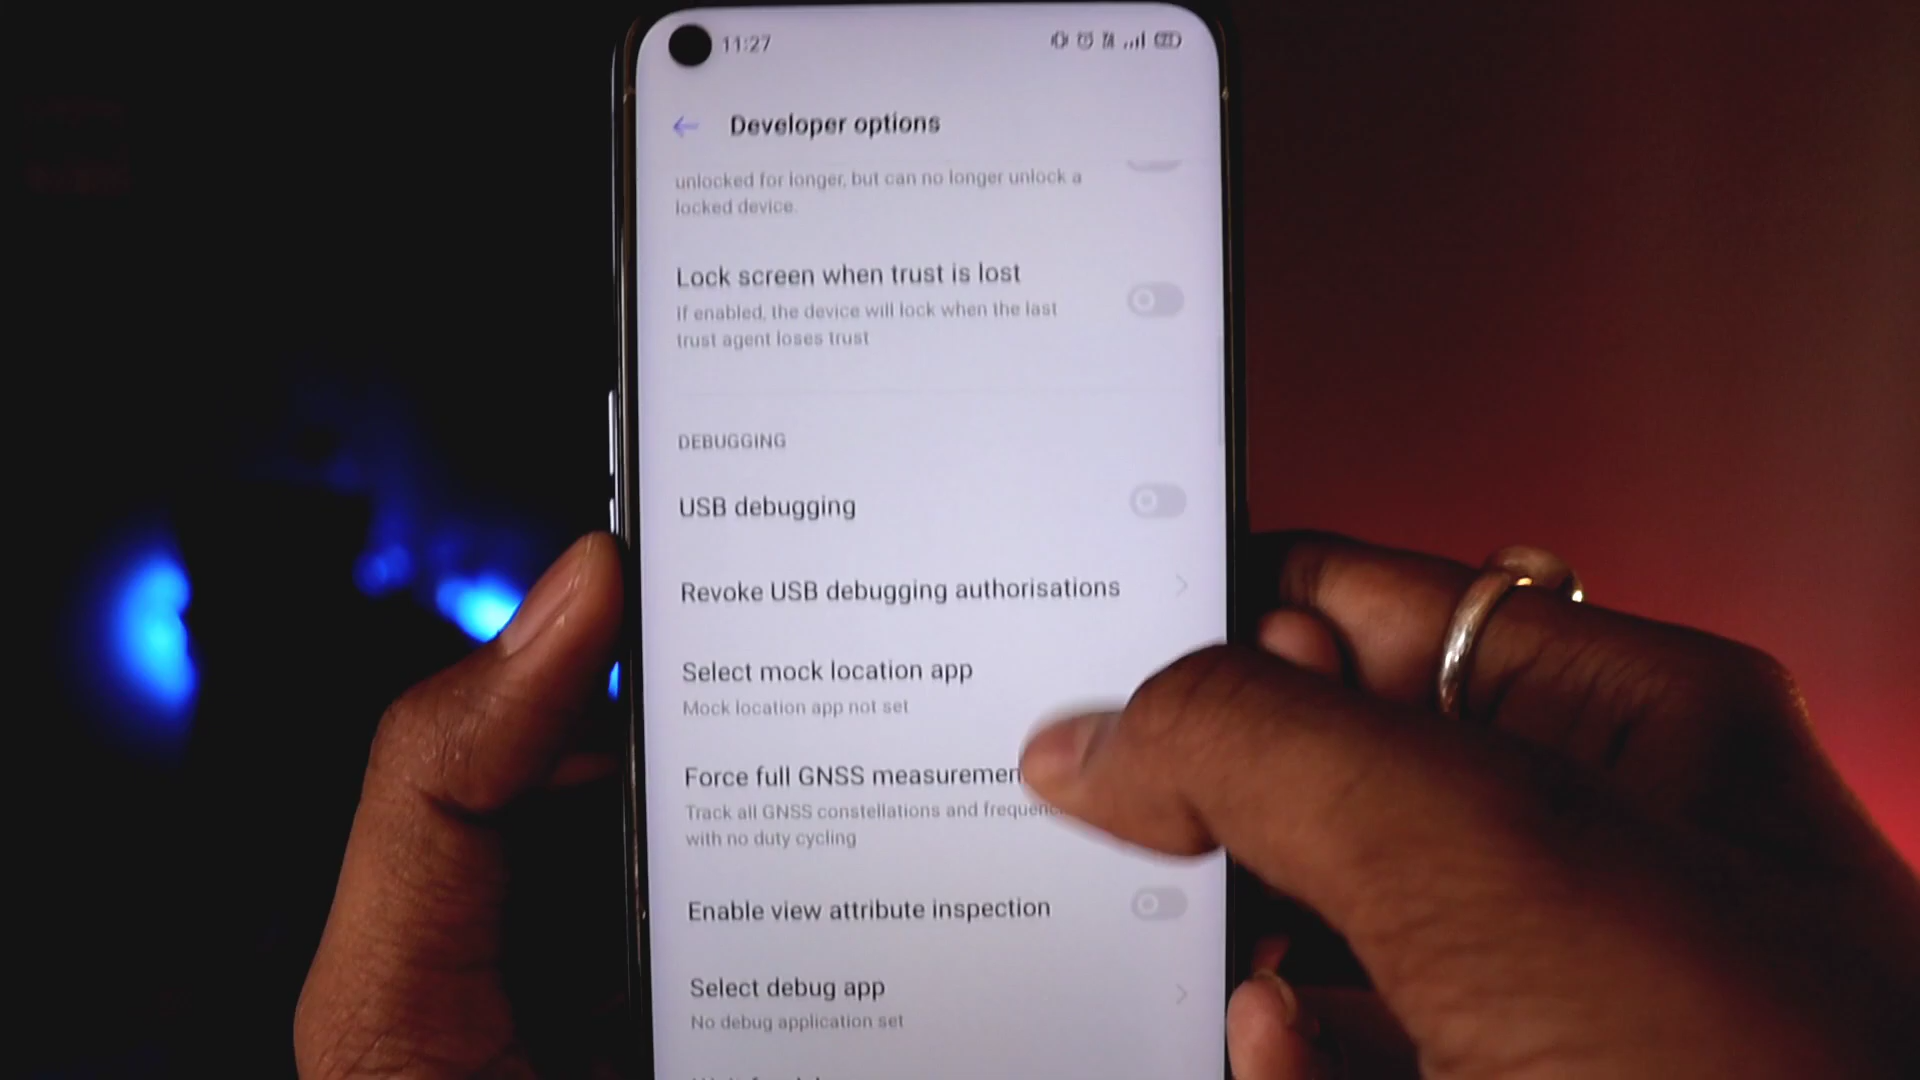 11:27
Developer options
unlocked for longer, but can no longer unlock a
locked device.
Lock screen when trust is lost
If enabled, the device will lock when the last
trust agent loses trust
DEBUGGING
USB debugging
Revoke USB debugging authorisations
Select mock location app
Mock location app not set
Force full GNSS measuremen
Track all GNSS constellations and frequenc
with no duty cycling
Enable view attribute inspection
Select debug app
No debug application set